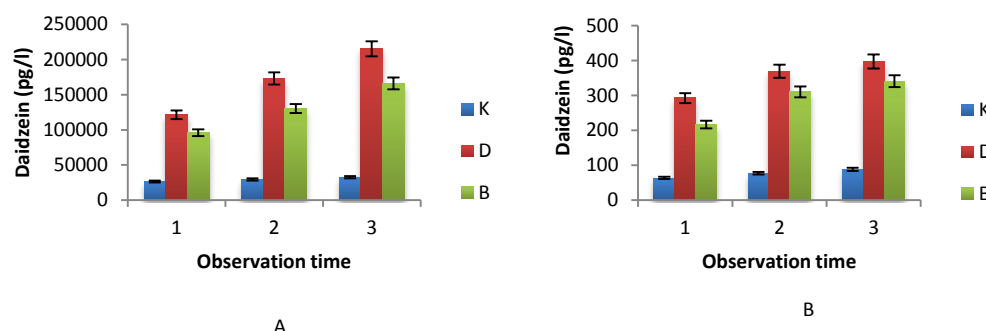 Daidzein (pg/l)
250000
200000
150000
100000
50000
0
1 2 3
Observation time
K
D
B
A
Daidzein (pg/l)
500
400
300
200
100
0
1 2 3
Observation time
K
D
B
B